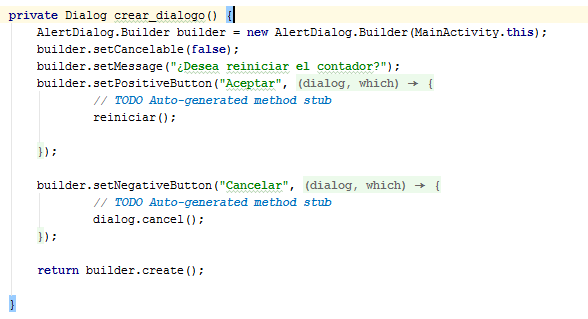 private Dialog crear_dialogo() {
AlertDialog.Builder builder = new AlertDialog.Builder(MainActivity.this);
builder.setCancelable(false);
builder.setMessage("¿Desea reiniciar el contador?");
builder.setPositiveButton("Aceptar", (dialog, which) → {
// TODO Auto-generated method stub
reiniciar();
});
builder.setNegativeButton("Cancelar", (dialog, which) → {
// TODO Auto-generated method stub
dialog.cancel();
});
return builder.create();
}